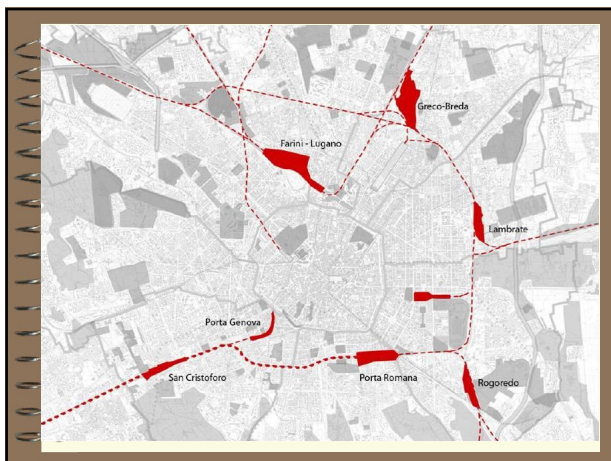 Greco-Breda
Farini - Lugano
Lambrate
Porta Genova
San Cristoforo
Porta Romana
Rogoredo